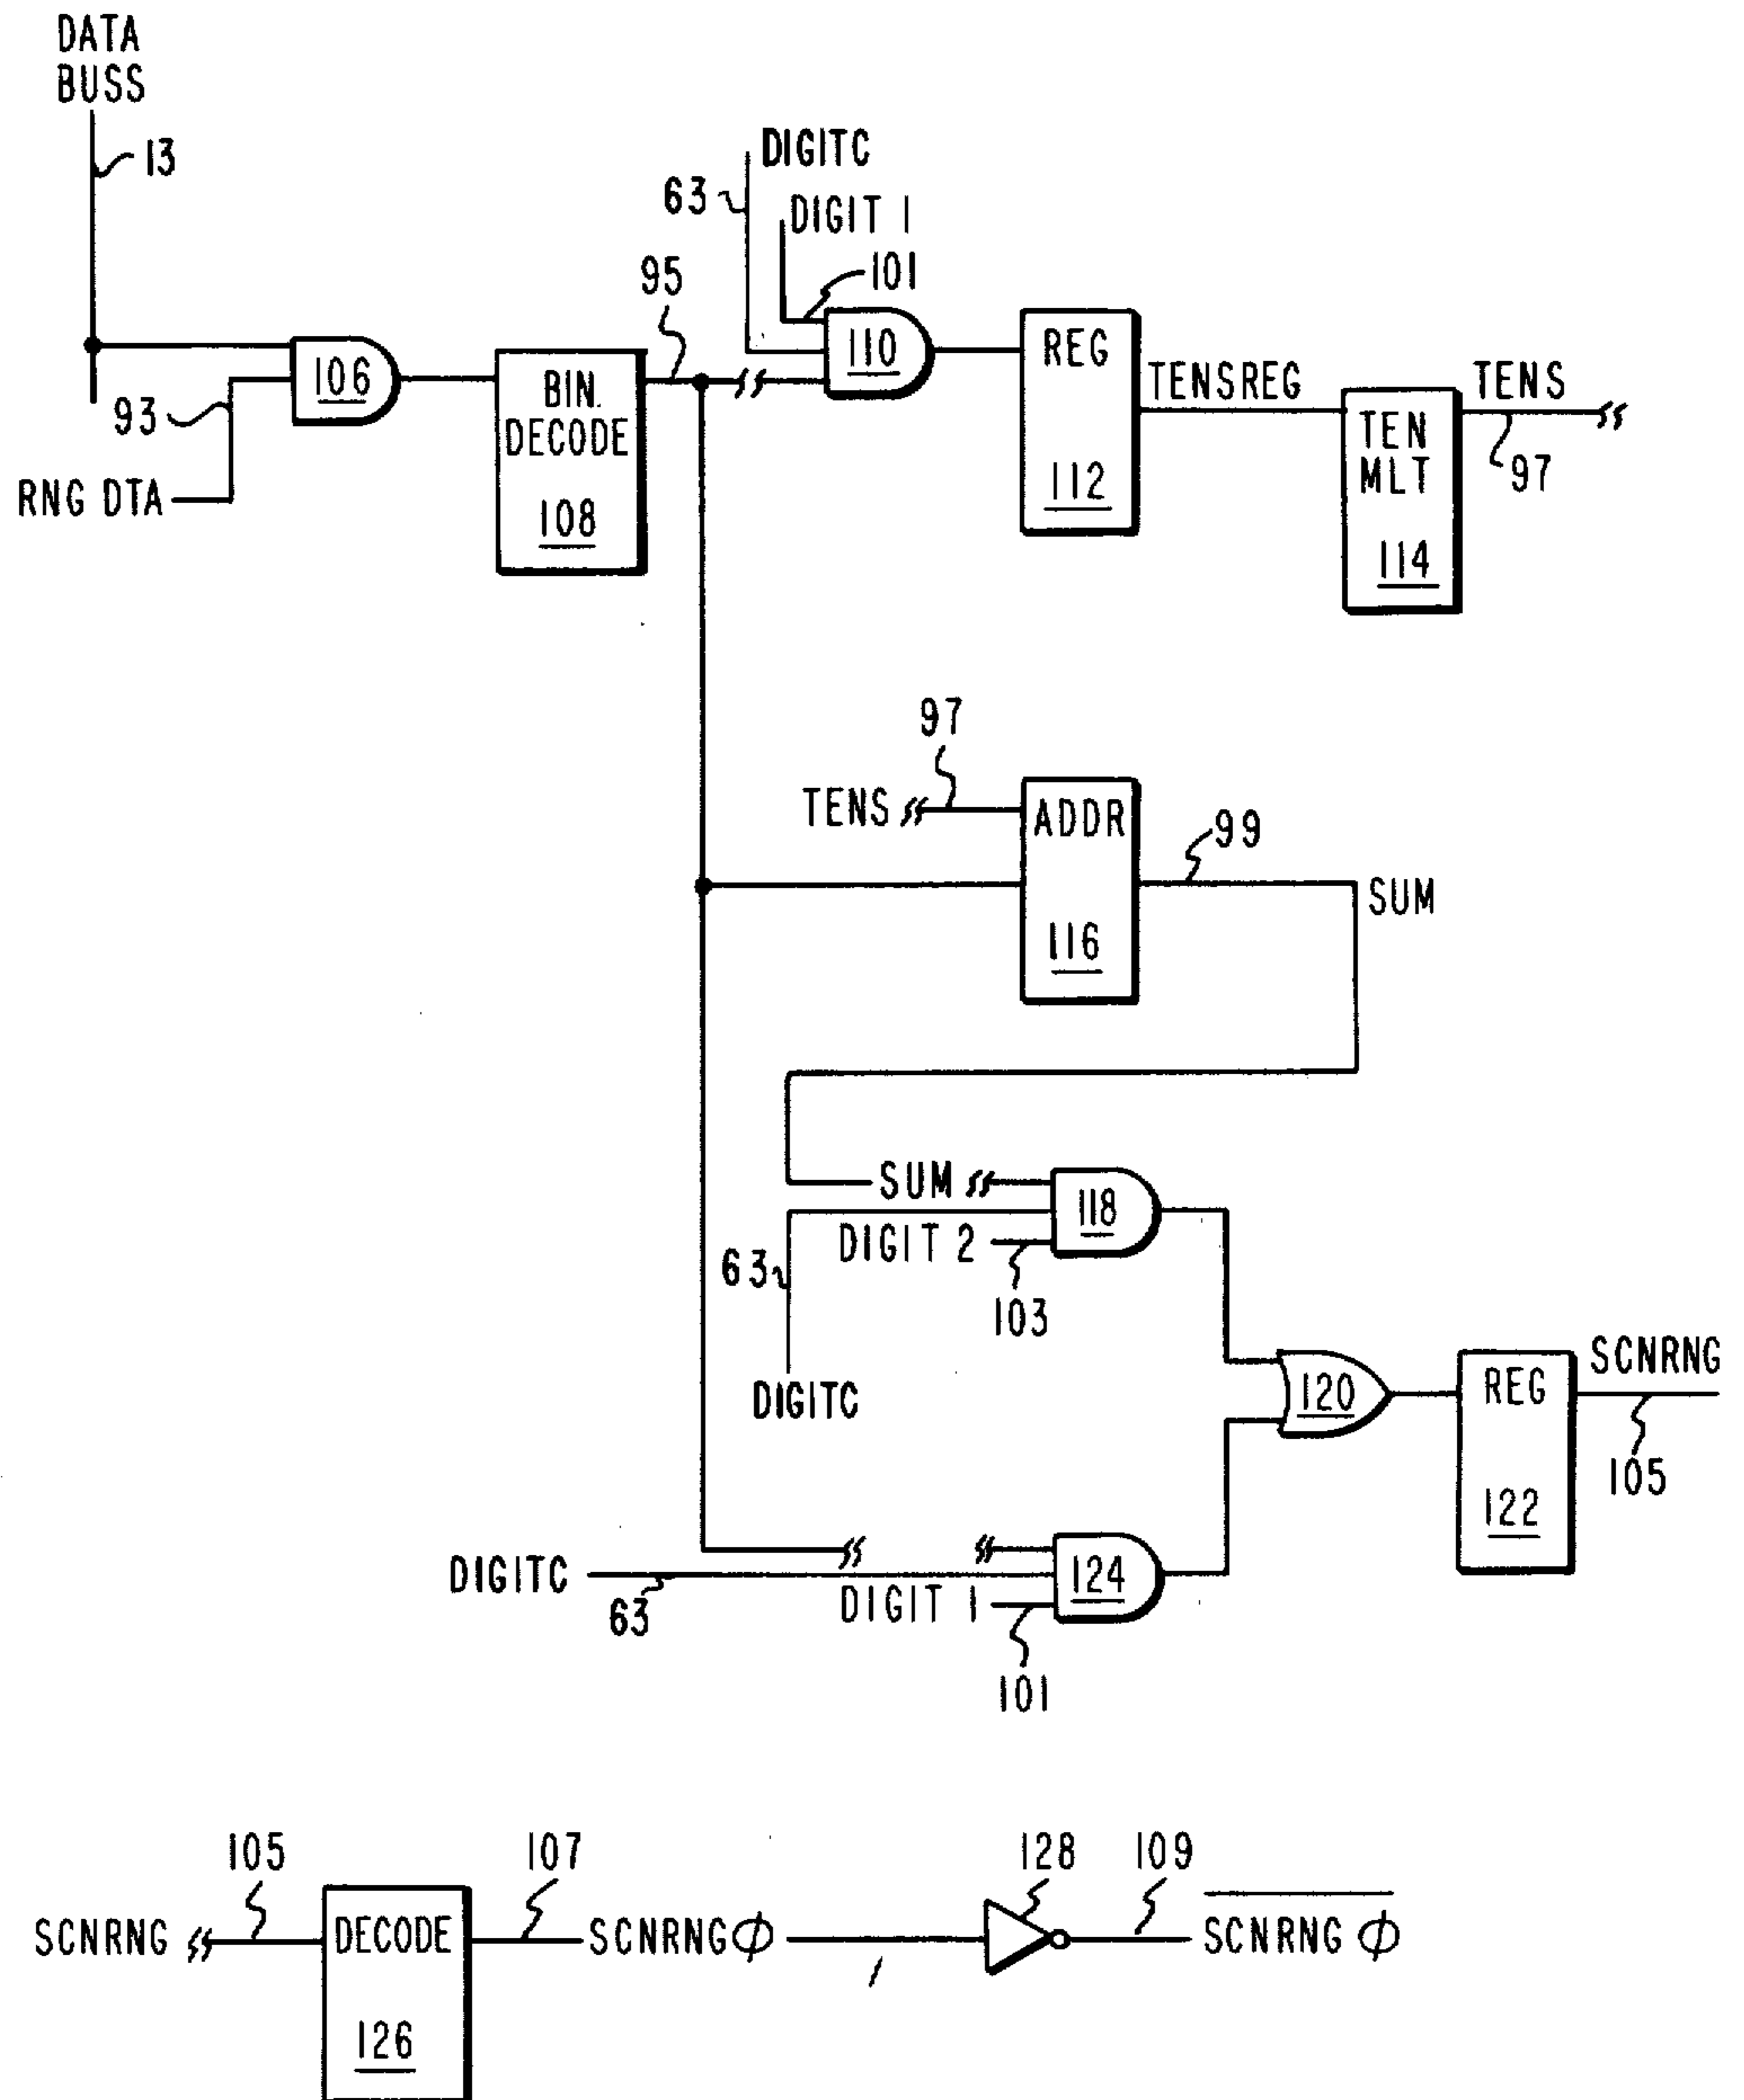 DATA
BUSS
13
DIGITC
63
DIGIT 1
101
95
106
93
RNG DTA
BIN.
DECODE
108
110
REG
112
TENSREG
TEN
MLT
114
TENS
97
97
TENS
ADDR
116
99
SUM
SUM
118
DIGIT 2
63
103
DIGITC
120
REG
122
SCNRNG
105
DIGITC
63
DIGIT 1
124
101
105
SCNRNG
DECODE
126
107
SCNRNGϕ
128
109
SCNRNG ϕ